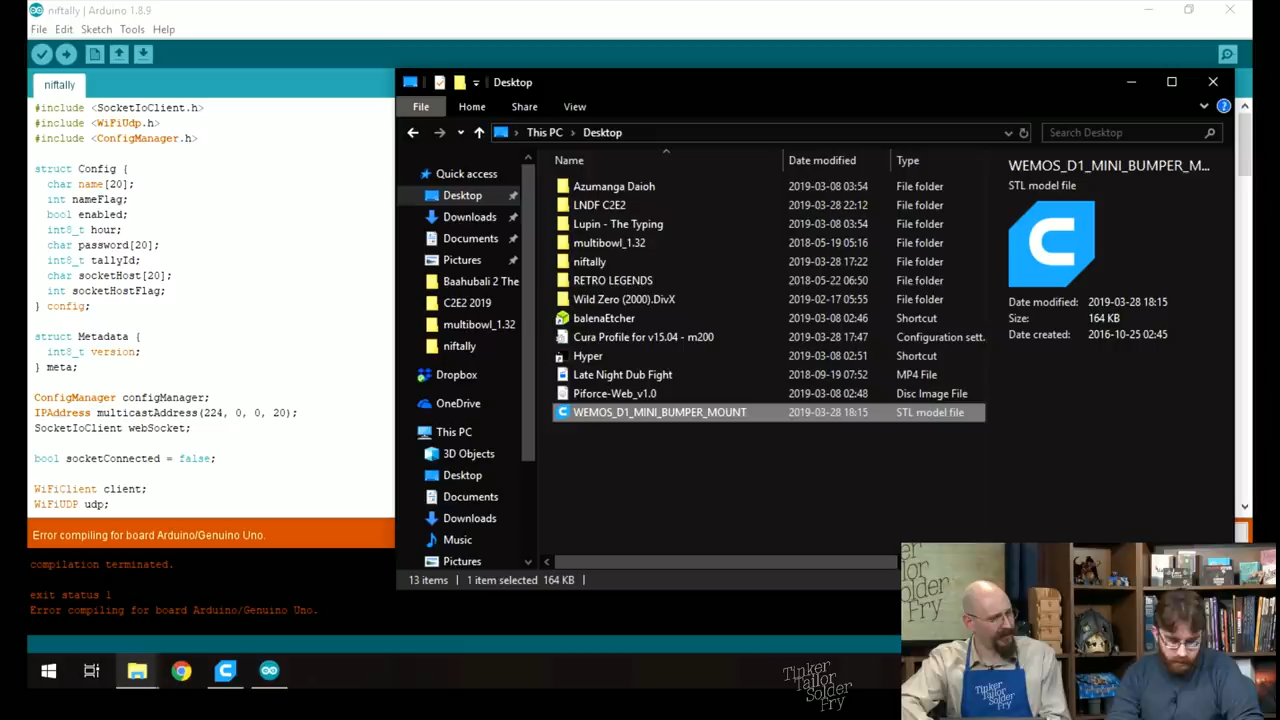 niftally | Arduino 1.8.9
File Edit Sketch Tools Help
niftally
#include <SocketIoClient.h>
#include <WiFiUdp.h>
#include <ConfigManager.h>
struct Config {
char name[20];
int nameFlag;
bool enabled;
int8_t hour;
char password[20];
int8_t tallyId;
char socketHost[20];
int socketHostFlag;
} config;
struct Metadata {
int8_t version;
} meta;
ConfigManager configManager;
IPAddress multicastAddress(224, 0, 0, 20);
SocketIoClient webSocket;
bool socketConnected = false;
WiFiClient client;
WiFiUDP udp;
Error compiling for board Arduino/Genuino Uno.
compilation terminated.
exit status 1
Error compiling for board Arduino/Genuino Uno.
Desktop
File Home Share View
This PC > Desktop
Search Desktop
Quick access
Desktop
Downloads
Documents
Pictures
Baahubali 2 The
C2E2 2019
multibowl_1.32
niftally
Dropbox
OneDrive
This PC
3D Objects
Desktop
Documents
Downloads
Music
Pictures
Name Date modified Type
Azumanga Daioh 2019-03-08 03:54 File folder
LNDF C2E2 2019-03-28 22:12 File folder
Lupin - The Typing 2019-03-08 03:54 File folder
multibowl_1.32 2018-05-19 05:16 File folder
niftally 2019-03-28 17:22 File folder
RETRO LEGENDS 2018-05-22 06:50 File folder
Wild Zero (2000).DivX 2019-02-17 05:55 File folder
balenaEtcher 2019-03-08 02:46 Shortcut
Cura Profile for v15.04 - m200 2019-03-28 17:47 Configuration sett.
Hyper 2019-03-08 02:51 Shortcut
Late Night Dub Fight 2018-09-19 07:52 MP4 File
Piforce-Web_v1.0 2019-03-08 02:48 Disc Image File
WEMOS_D1_MINI_BUMPER_MOUNT 2019-03-28 18:15 STL model file
WEMOS_D1_MINI_BUMPER_M...
STL model file
Date modified: 2019-03-28 18:15
Size: 164 KB
Date created: 2016-10-25 02:45
13 items | 1 item selected 164 KB |
Tinker
Tailor
Solder
Fry
Tinker
Tailor
Solder
Fry
Tinker
Tailor
Solder
Fry